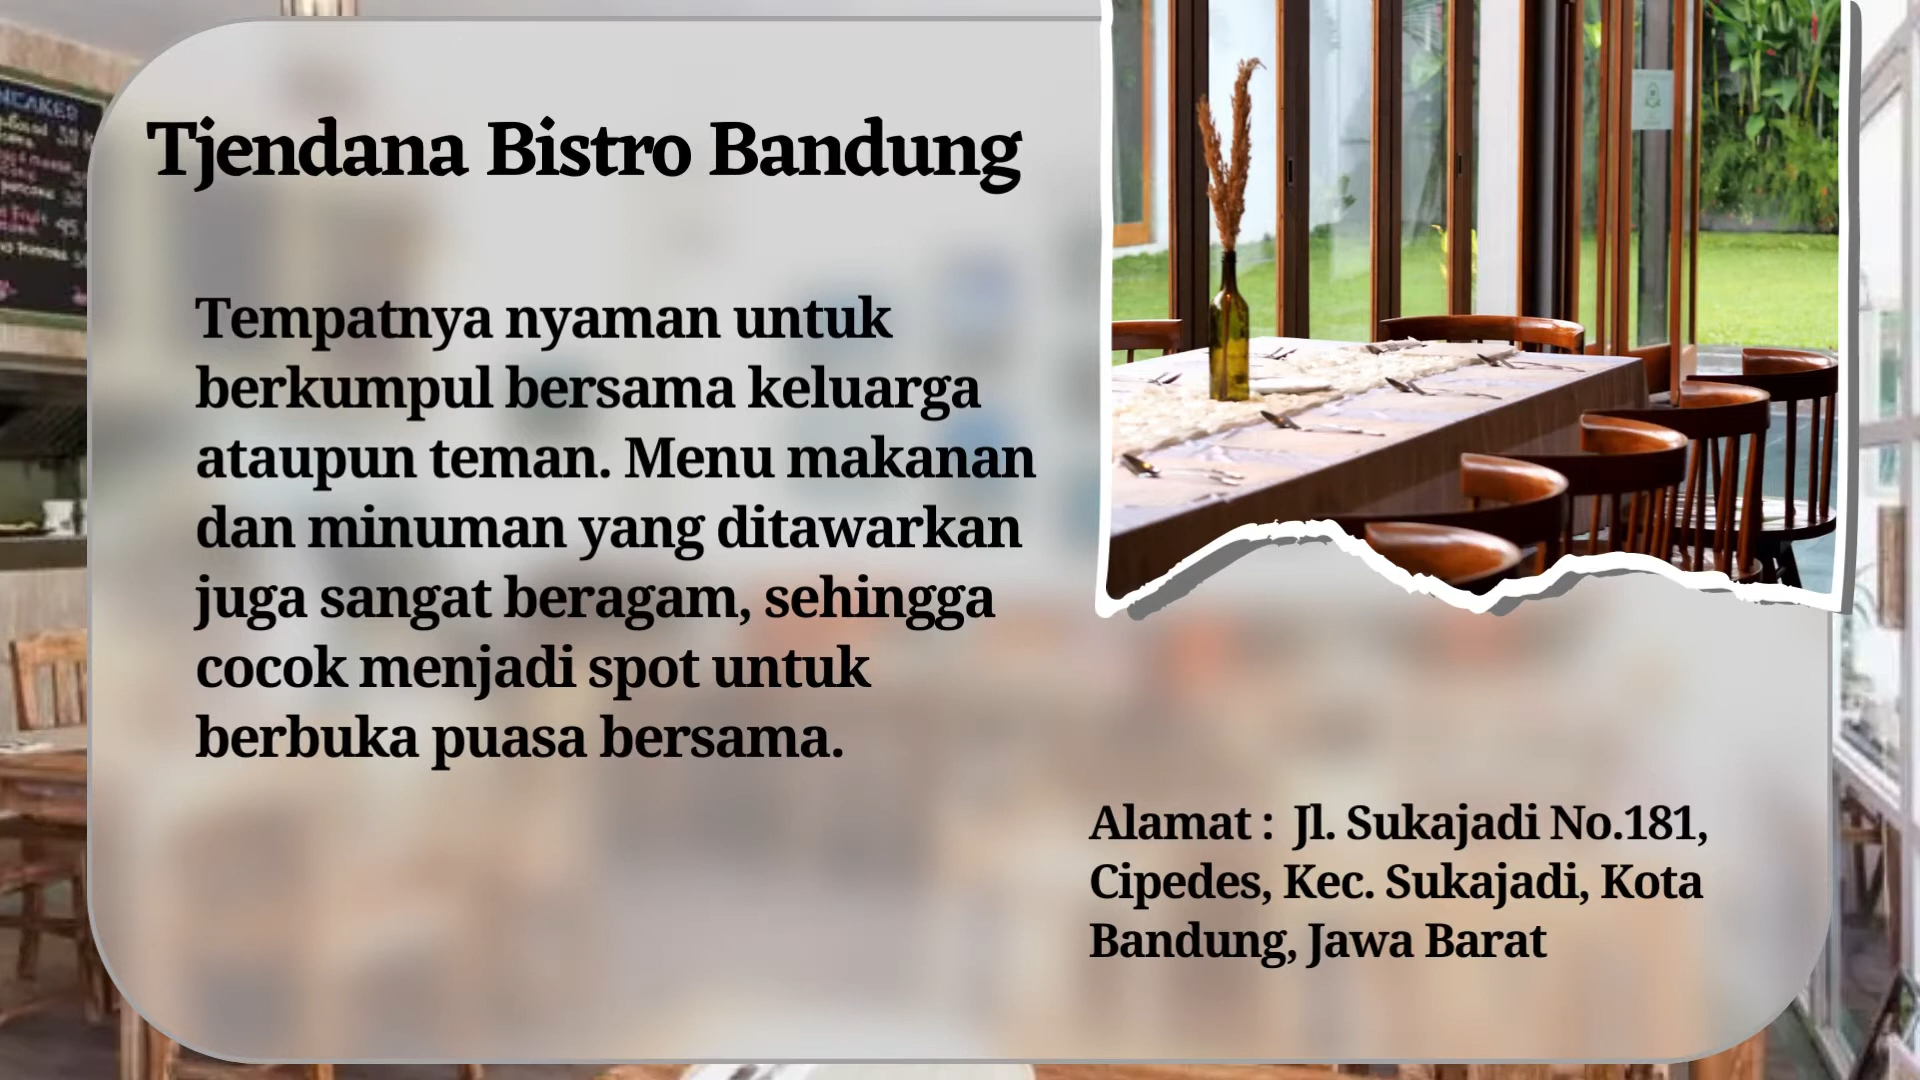 Tjendana Bistro Bandung
Tempatnya nyaman untuk
berkumpul bersama keluarga
ataupun teman. Menu makanan
dan minuman yang ditawarkan
juga sangat beragam, sehingga
cocok menjadi spot untuk
berbuka puasa bersama.
Alamat : Jl. Sukajadi No.181,
Cipedes, Kec. Sukajadi, Kota
Bandung, Jawa Barat